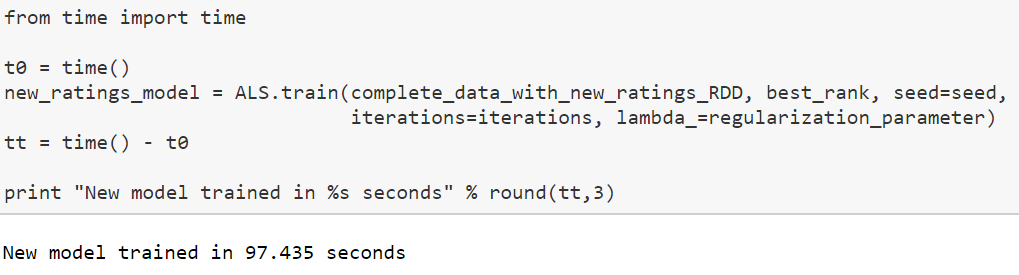 from time import time
t0 = time()
new_ratings_model = ALS.train(complete_data_with_new_ratings_RDD, best_rank, seed=seed,
                              iterations=iterations, lambda_=regularization_parameter)
tt = time() - t0
print "New model trained in %s seconds" % round(tt,3)
New model trained in 97.435 seconds